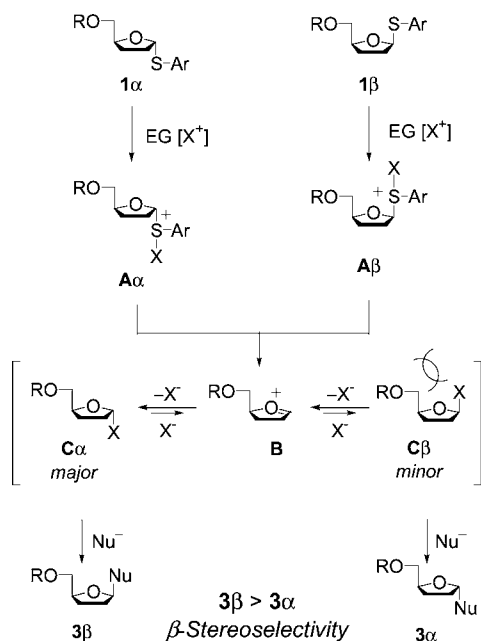 RO O S–Ar
1α
RO O S–Ar
1β
EG [X⁺]
EG [X⁺]
RO O + S–Ar X
Aα
RO O X + S–Ar
Aβ
RO O X
Cα
major
–X⁻
X⁻
RO + O
B
–X⁻
X⁻
RO O X
Cβ
minor
Nu⁻
Nu⁻
RO O Nu
3β
3β > 3α
β-Stereoselectivity
RO O Nu
3α